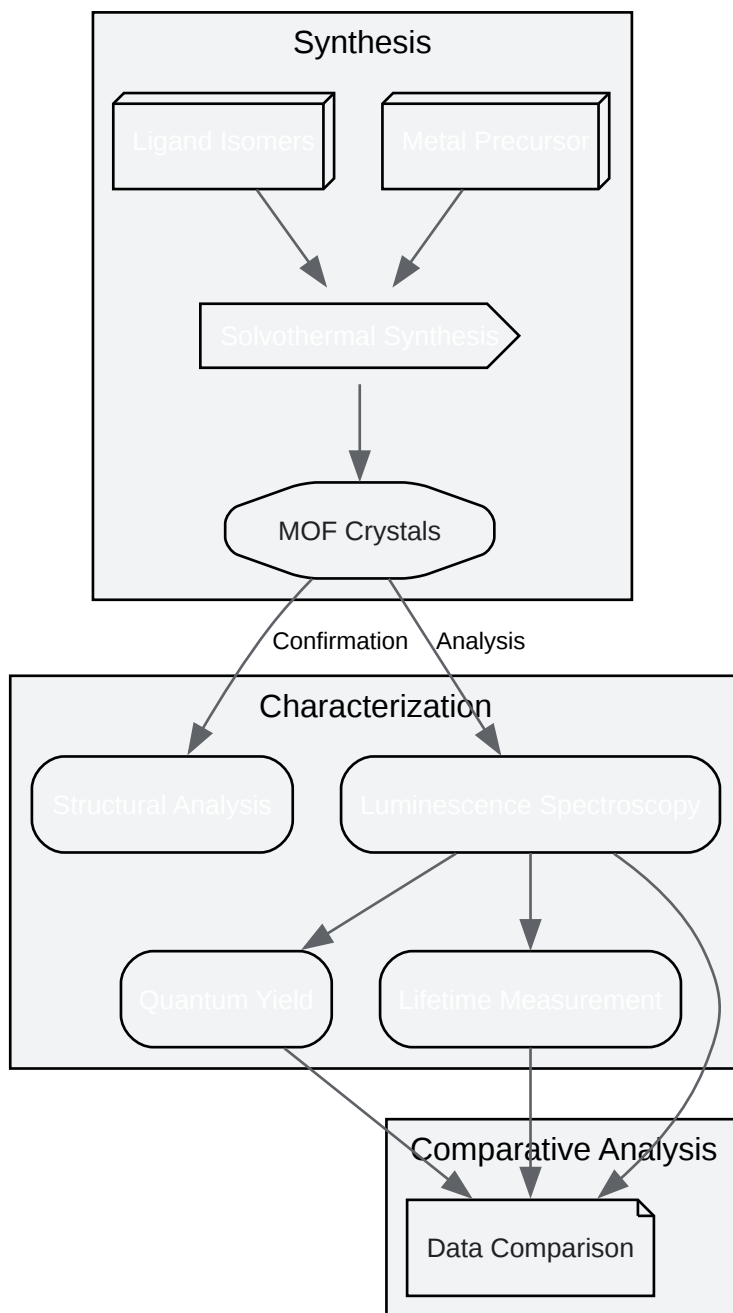 Synthesis
Ligand Isomers
Metal Precursor
Solvothermal Synthesis
MOF Crystals
Confirmation
Analysis
Characterization
Structural Analysis
Luminescence Spectroscopy
Quantum Yield
Lifetime Measurement
Comparative Analysis
Data Comparison